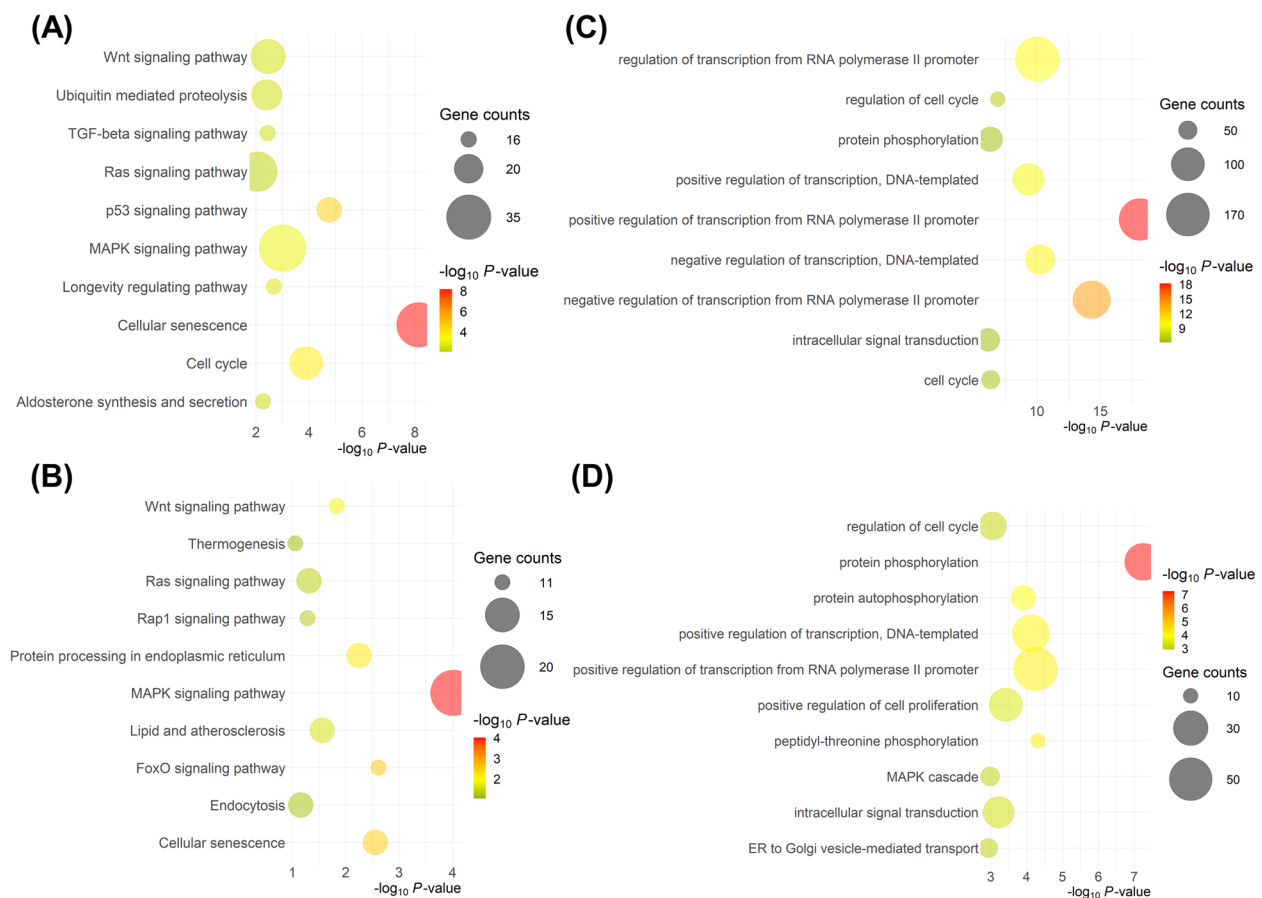 (A)
Wnt signaling pathway
Ubiquitin mediated proteolysis
TGF-beta signaling pathway
Ras signaling pathway
p53 signaling pathway
MAPK signaling pathway
Longevity regulating pathway
Cellular senescence
Cell cycle
Aldosterone synthesis and secretion
2 4 6 8
-log₁₀ P-value
Gene counts
16
20
35
-log₁₀ P-value
8
6
4
(C)
regulation of transcription from RNA polymerase II promoter
regulation of cell cycle
protein phosphorylation
positive regulation of transcription, DNA-templated
positive regulation of transcription from RNA polymerase II promoter
negative regulation of transcription, DNA-templated
negative regulation of transcription from RNA polymerase II promoter
intracellular signal transduction
cell cycle
10 15
-log₁₀ P-value
Gene counts
50
100
170
-log₁₀ P-value
18
15
12
9
(B)
Wnt signaling pathway
Thermogenesis
Ras signaling pathway
Rap1 signaling pathway
Protein processing in endoplasmic reticulum
MAPK signaling pathway
Lipid and atherosclerosis
FoxO signaling pathway
Endocytosis
Cellular senescence
1 2 3 4
-log₁₀ P-value
Gene counts
11
15
20
-log₁₀ P-value
4
3
2
(D)
regulation of cell cycle
protein phosphorylation
protein autophosphorylation
positive regulation of transcription, DNA-templated
positive regulation of transcription from RNA polymerase II promoter
positive regulation of cell proliferation
peptidyl-threonine phosphorylation
MAPK cascade
intracellular signal transduction
ER to Golgi vesicle-mediated transport
3 4 5 6 7
-log₁₀ P-value
-log₁₀ P-value
7
6
5
4
3
Gene counts
10
30
50